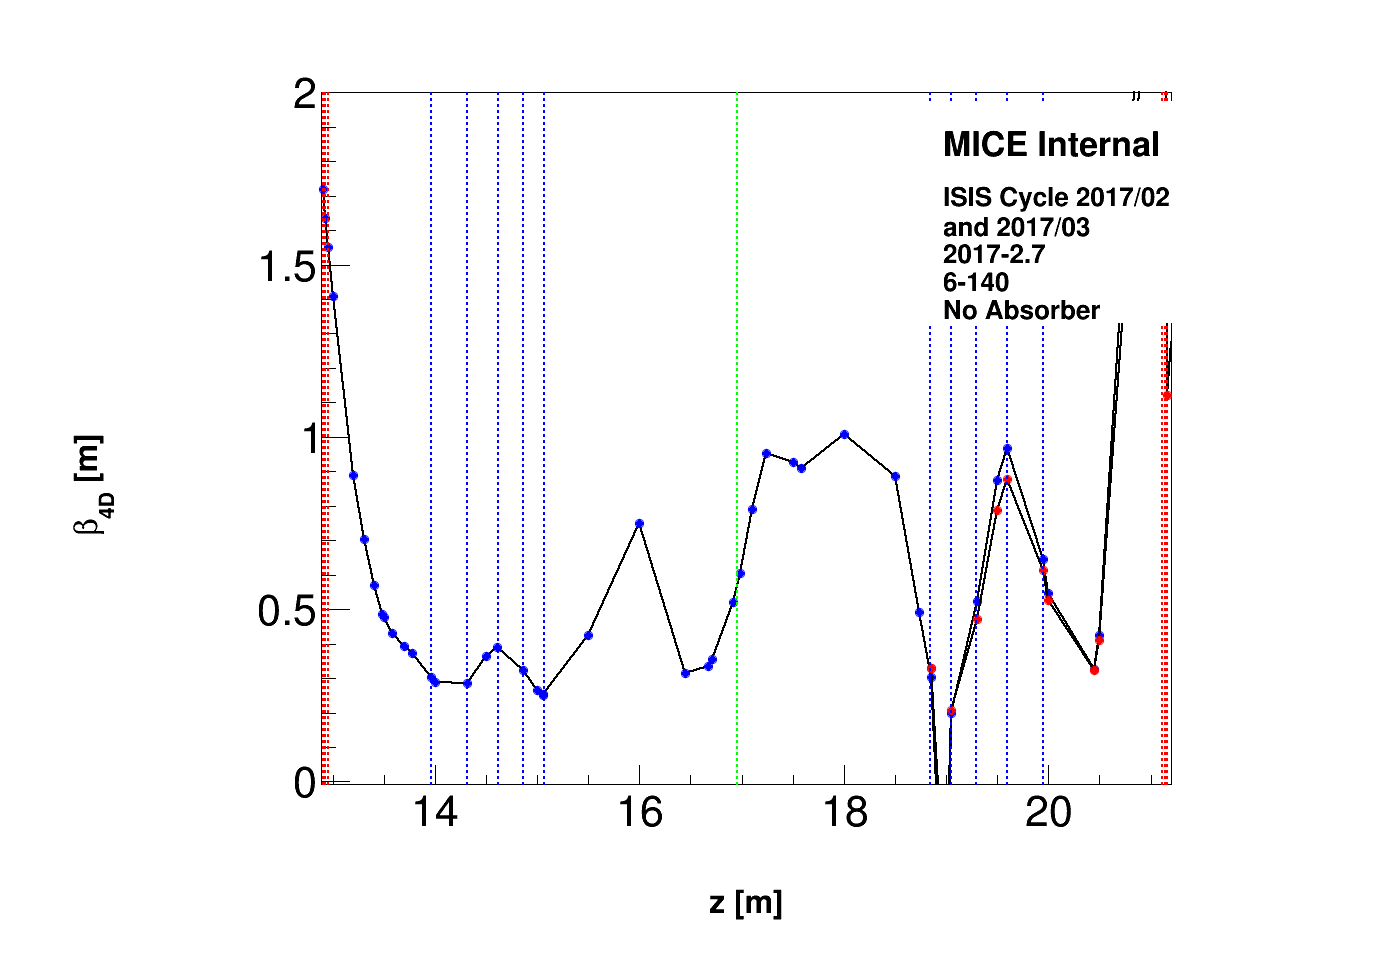 2
1.5
1
0.5
0
β4D [m]
MICE Internal
ISIS Cycle 2017/02
and 2017/03
2017-2.7
6-140
No Absorber
14 16 18 20
z [m]